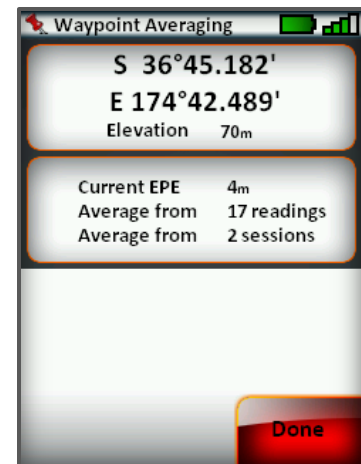 Waypoint Averaging
S 36°45.182'
E 174°42.489'
Elevation 70m
Current EPE 4m
Average from 17 readings
Average from 2 sessions
Done